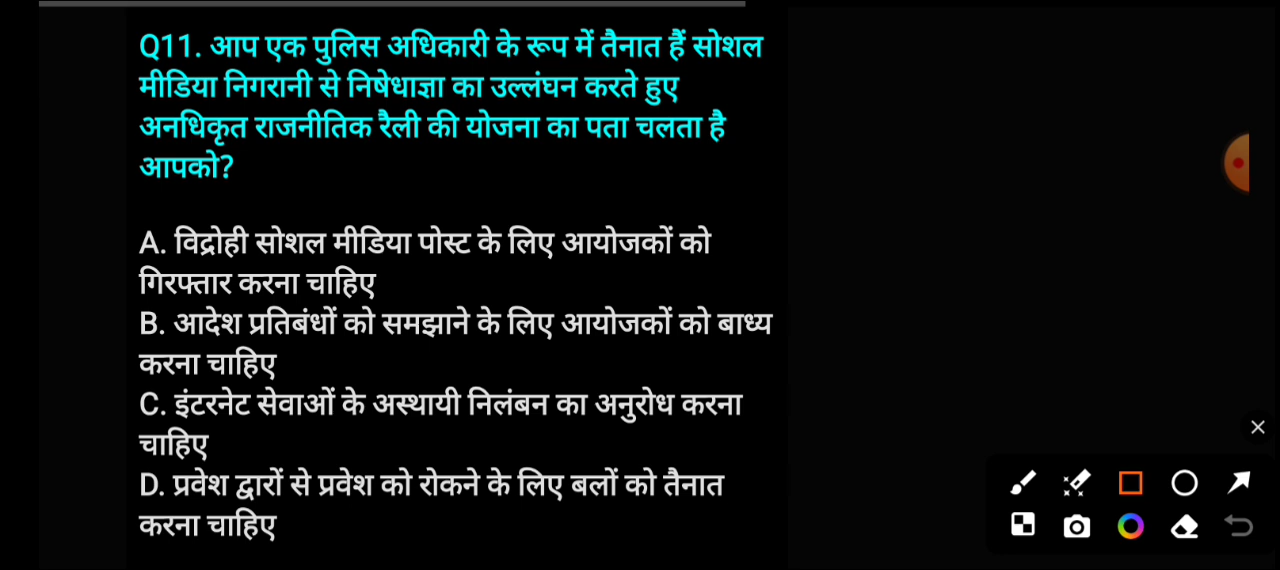 Q11. आप एक पुलिस अधिकारी के रूप में तैनात हैं सोशल
मीडिया निगरानी से निषेधाज्ञा का उल्लंघन करते हुए
अनधिकृत राजनीतिक रैली की योजना का पता चलता है
आपको?
A. विद्रोही सोशल मीडिया पोस्ट के लिए आयोजकों को
गिरफ्तार करना चाहिए
B. आदेश प्रतिबंधों को समझाने के लिए आयोजकों को बाध्य
करना चाहिए
C. इंटरनेट सेवाओं के अस्थायी निलंबन का अनुरोध करना
चाहिए
D. प्रवेश द्वारों से प्रवेश को रोकने के लिए बलों को तैनात
करना चाहिए